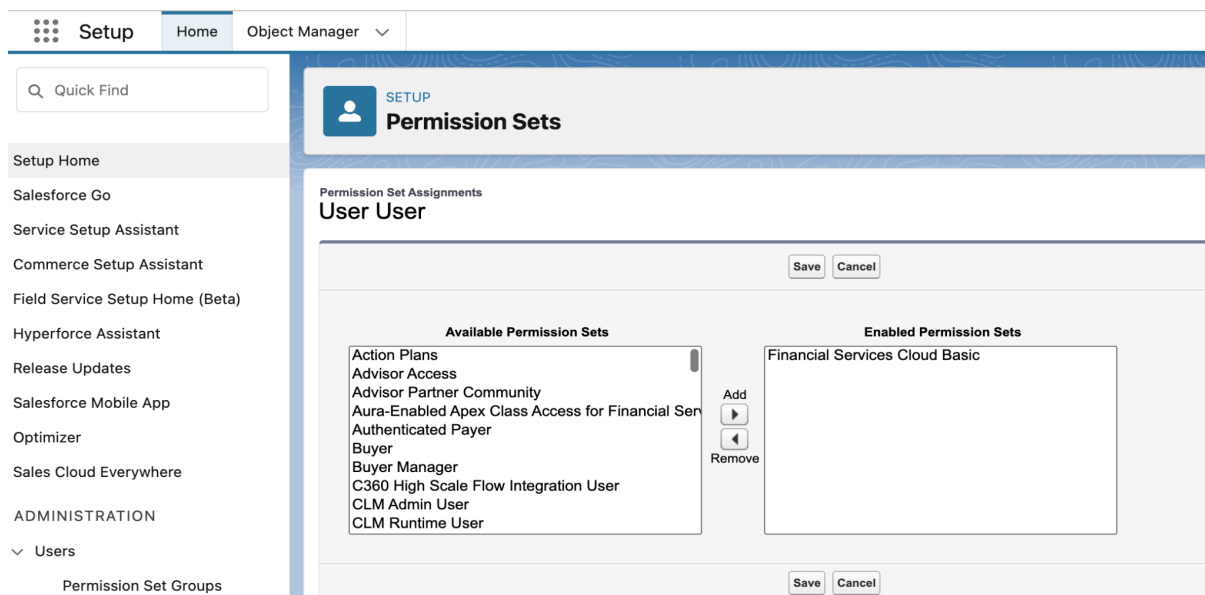 Setup Home Object Manager
Quick Find
Setup Home
Salesforce Go
Service Setup Assistant
Commerce Setup Assistant
Field Service Setup Home (Beta)
Hyperforce Assistant
Release Updates
Salesforce Mobile App
Optimizer
Sales Cloud Everywhere
ADMINISTRATION
Users
Permission Set Groups
SETUP
Permission Sets
Permission Set Assignments
User User
Save Cancel
Available Permission Sets
Action Plans
Advisor Access
Advisor Partner Community
Aura-Enabled Apex Class Access for Financial Serv
Authenticated Payer
Buyer
Buyer Manager
C360 High Scale Flow Integration User
CLM Admin User
CLM Runtime User
Add
Remove
Enabled Permission Sets
Financial Services Cloud Basic
Save Cancel